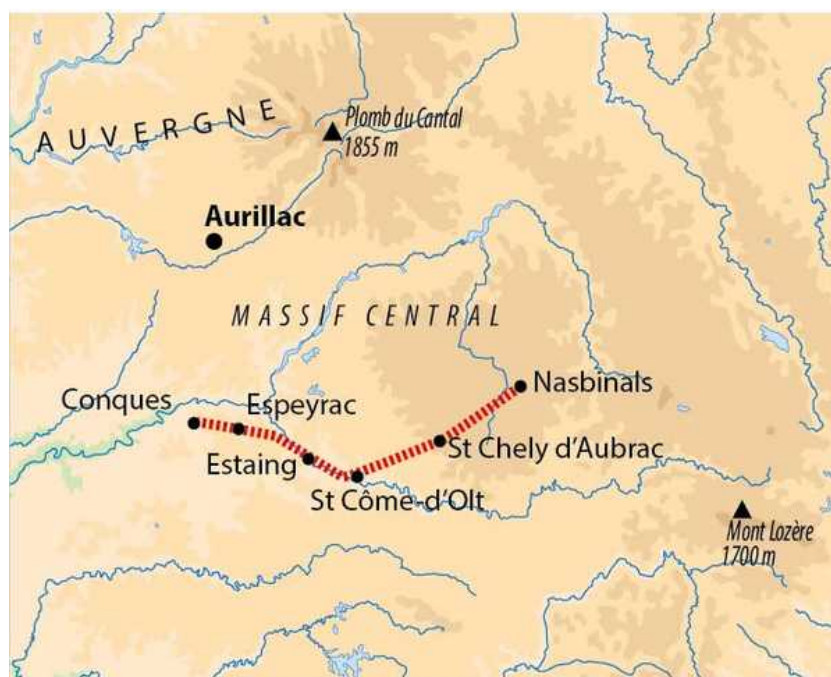 AUVERGNE
Plomb du Cantal
1855 m
Aurillac
MASSIF CENTRAL
Nasbinals
Conques
Espeyrac
St Chely d'Aubrac
Estaing
St Côme-d'Olt
Mont Lozère
1700 m